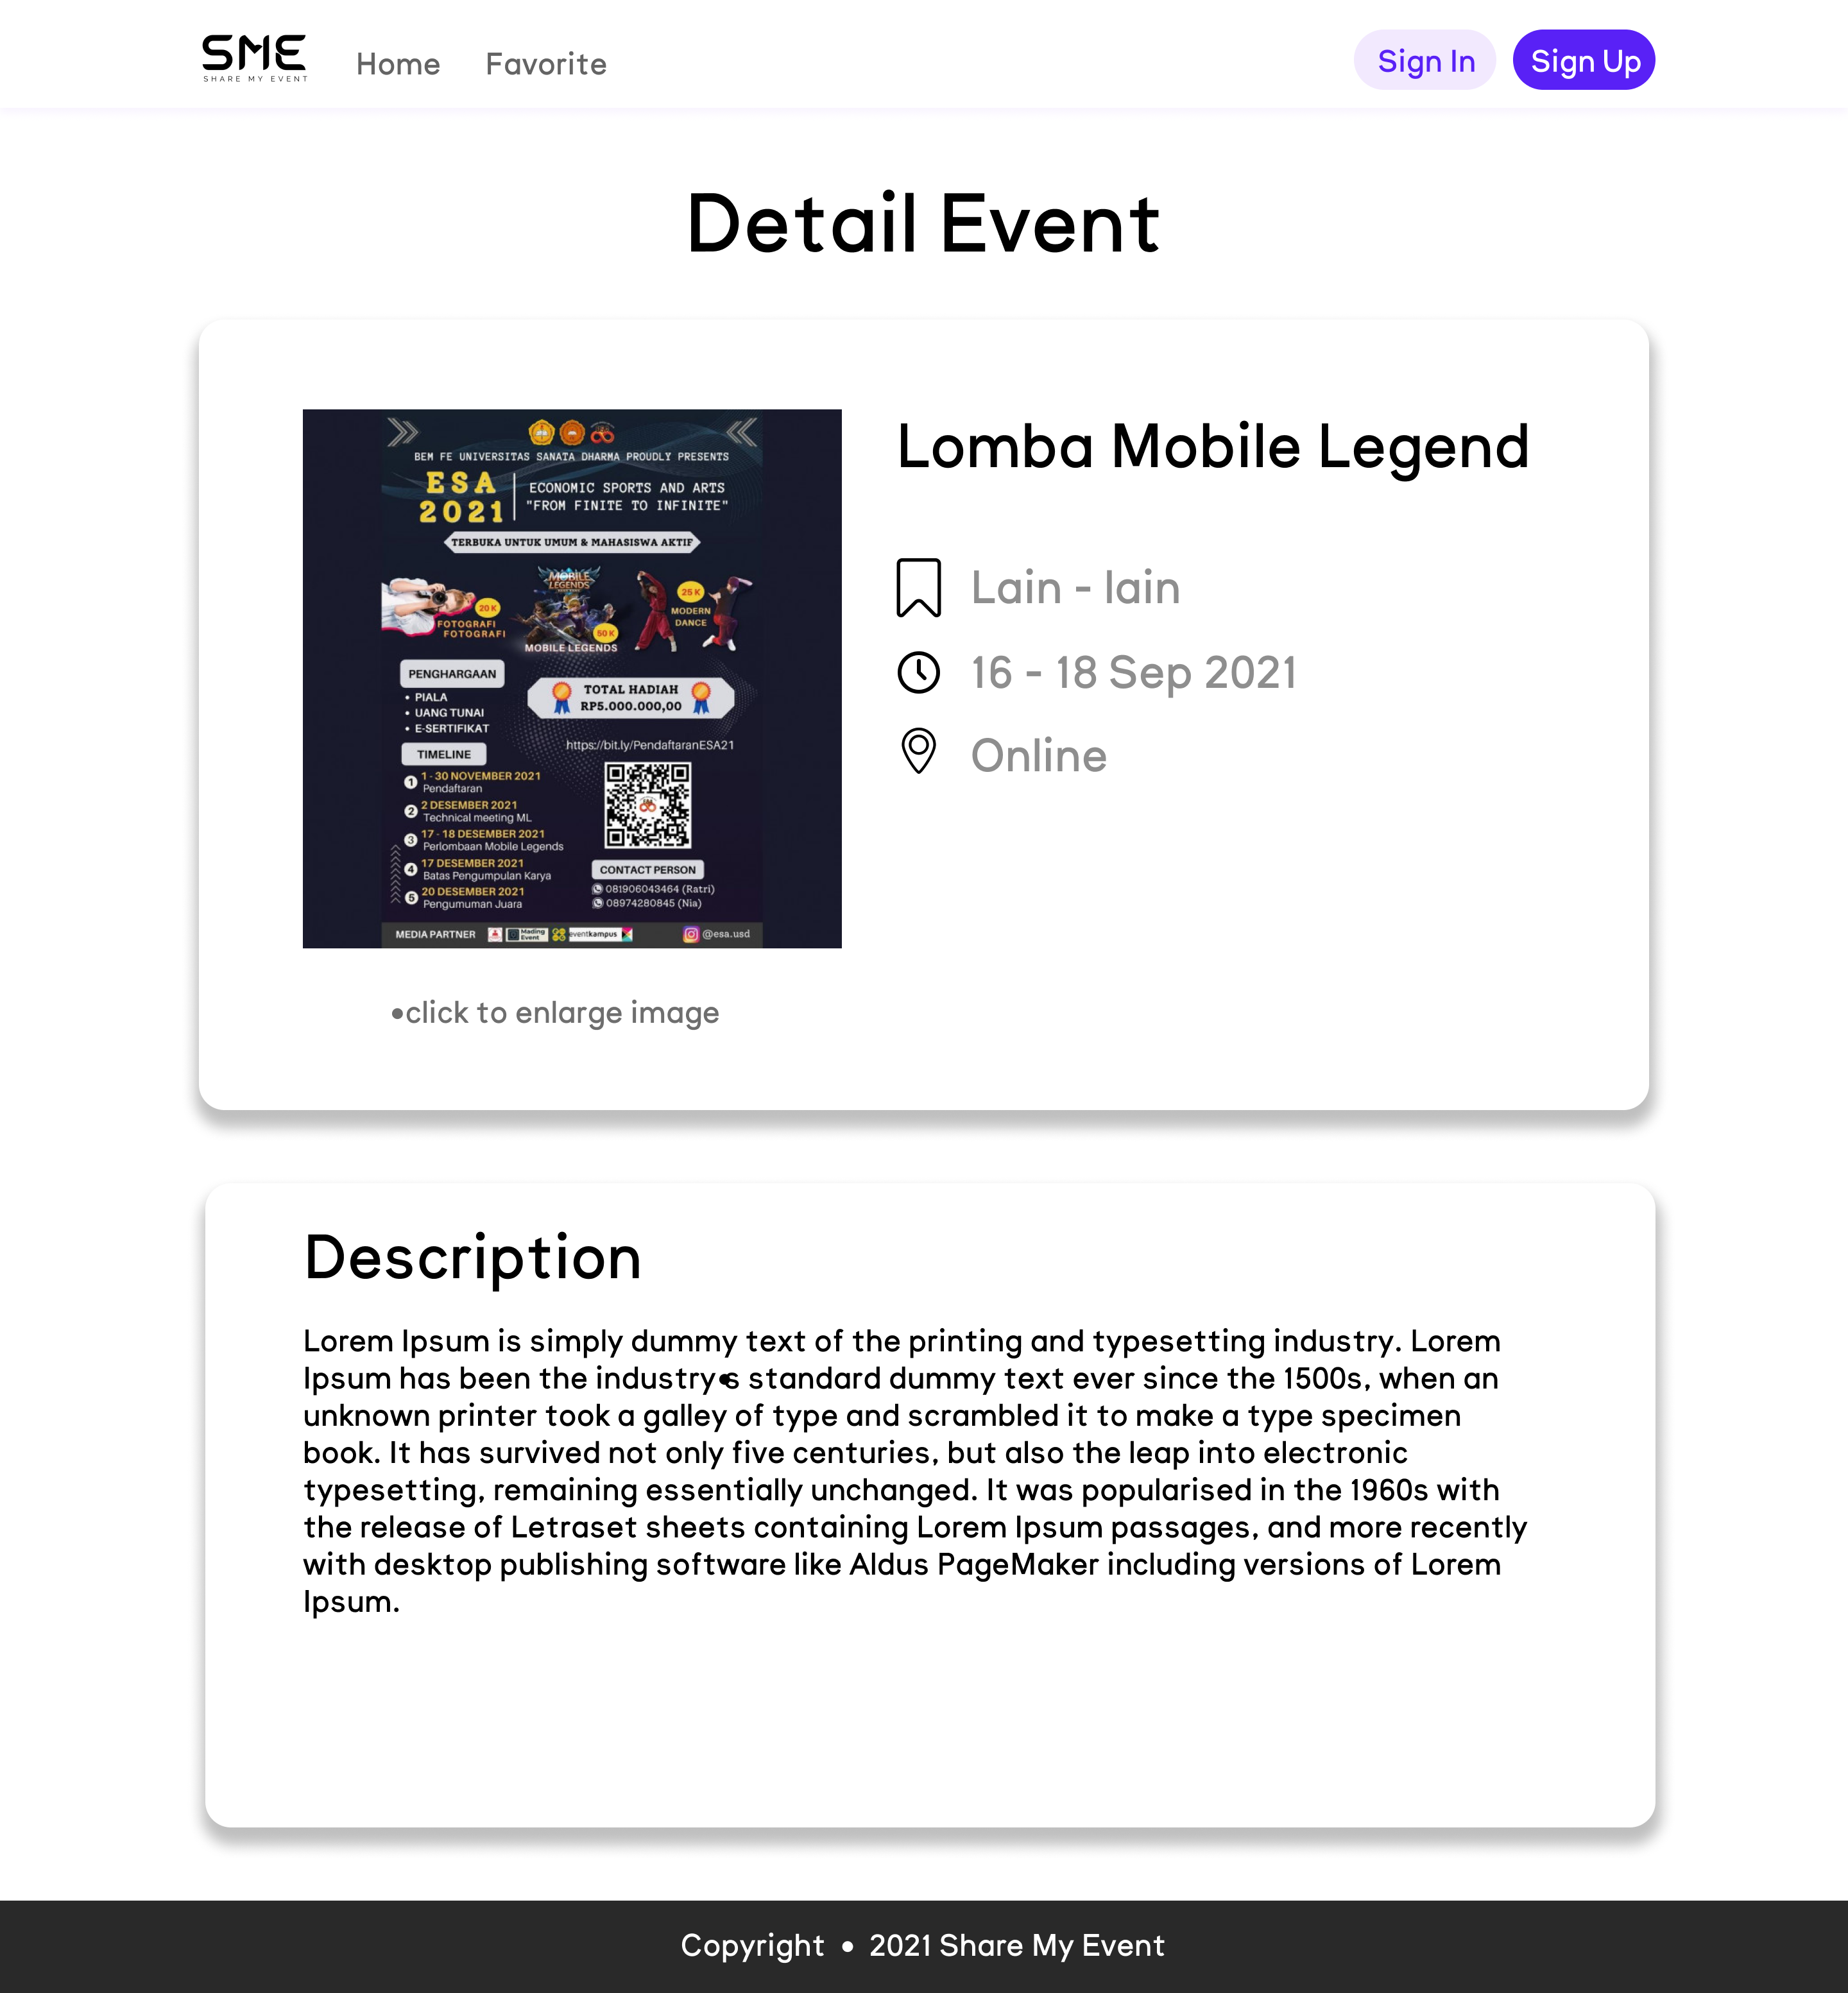 SME
SHARE MY EVENT
Home
Favorite
Sign In
Sign Up
Detail Event
BEM FE UNIVERSITAS SANATA DHARMA PROUDLY PRESENTS
ESA
2021
ECONOMIC SPORTS AND ARTS
"FROM FINITE TO INFINITE"
TERBUKA UNTUK UMUM & MAHASISWA AKTIF
20 K
FOTOGRAFI
FOTOGRAFI
MOBILE
LEGENDS
50 K
MOBILE LEGENDS
25 K
MODERN
DANCE
PENGHARGAAN
• PIALA
• UANG TUNAI
• E-SERTIFIKAT
TOTAL HADIAH
RP5.000.000,00
https://bit.ly/PendaftaranESA21
TIMELINE
1 1 - 30 NOVEMBER 2021
Pendaftaran
2 2 DESEMBER 2021
Technical meeting ML
3 17 - 18 DESEMBER 2021
Perlombaan Mobile Legends
4 17 DESEMBER 2021
Batas Pengumpulan Karya
5 20 DESEMBER 2021
Pengumuman Juara
CONTACT PERSON
081906043464 (Ratri)
08974280845 (Nia)
MEDIA PARTNER
Mading
Event
eventkampus
@esa.usd
•click to enlarge image
Lomba Mobile Legend
Lain - lain
16 - 18 Sep 2021
Online
Description
Lorem Ipsum is simply dummy text of the printing and typesetting industry. Lorem
Ipsum has been the industry•s standard dummy text ever since the 1500s, when an
unknown printer took a galley of type and scrambled it to make a type specimen
book. It has survived not only five centuries, but also the leap into electronic
typesetting, remaining essentially unchanged. It was popularised in the 1960s with
the release of Letraset sheets containing Lorem Ipsum passages, and more recently
with desktop publishing software like Aldus PageMaker including versions of Lorem
Ipsum.
Copyright • 2021 Share My Event